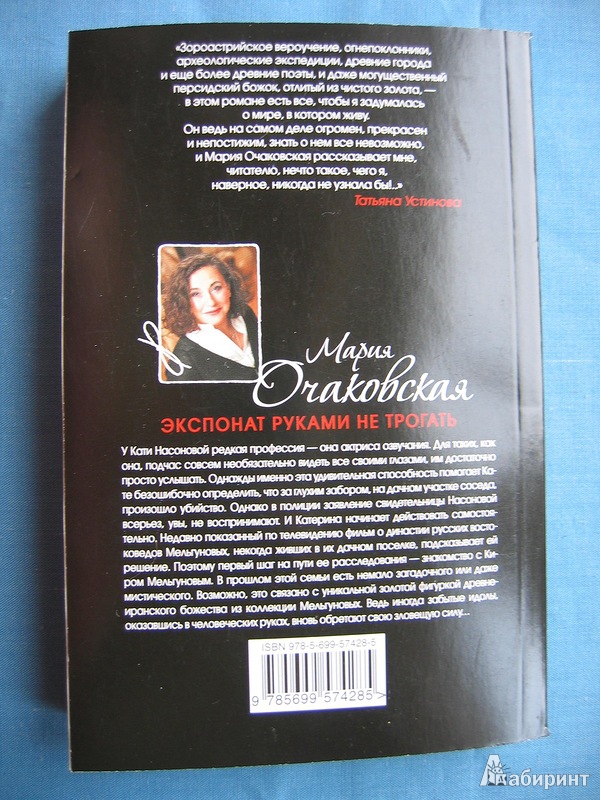 «Зороастрийское вероучение, огнепоклонники,
археологические экспедиции, древние города
и еще более древние поэты, и даже могущественный
персидский божок, отлитый из чистого золота, —
в этом романе есть все, чтобы я задумалась
о мире, в котором живу.
Он ведь на самом деле огромен, прекрасен
и непостижим, знать о нем все невозможно,
и Мария Очаковская рассказывает мне,
читателю, нечто такое, чего я,
наверное, никогда не узнала бы!..»
Татьяна Устинова
Мария
Очаковская
ЭКСПОНАТ РУКАМИ НЕ ТРОГАТЬ
У Кати Насоновой редкая профессия — она актриса озвучания. Для таких, как
она, подчас совсем необязательно видеть все своими глазами, им достаточно
просто услышать. Однажды именно эта удивительная способность помогает Ка-
те безошибочно определить, что за глухим забором, на дачном участке соседа,
произошло убийство. Однако в полиции заявление свидетельницы Насоновой
всерьез, увы, не воспринимают. И Катерина начинает действовать самостоя-
тельно. Недавно показанный по телевидению фильм о династии русских восто-
коведов Мельгуновых, некогда живших в их дачном поселке, подсказывает ей
решение. Поэтому первый шаг на пути ее расследования — знакомство с Ки-
ром Мельгуновым. В прошлом этой семьи есть немало загадочного или даже
мистического. Возможно, это связано с уникальной золотой фигуркой древне-
иранского божества из коллекции Мельгуновых. Ведь иногда забытые идолы,
оказавшись в человеческих руках, вновь обретают свою зловещую силу...
ISBN 978-5-699-57428-5
9 785699 574285 >
Лабиринт